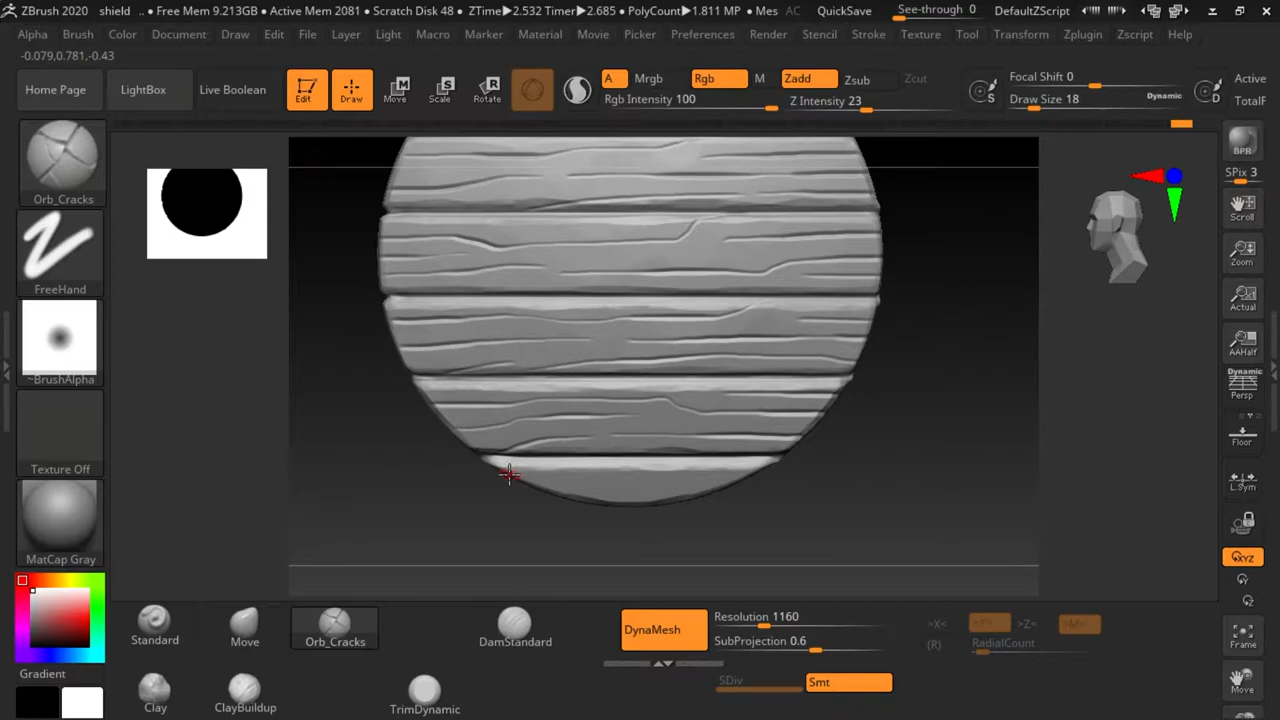 ZBrush 2020 shield .. • Free Mem 9.213GB • Active Mem 2081 • Scratch Disk 48 • ZTime▶2.532 Timer▶2.685 • PolyCount▶1.811 MP • Mes AC QuickSave See-through 0 DefaultZScript
Alpha Brush Color Document Draw Edit File Layer Light Macro Marker Material Movie Picker Preferences Render Stencil Stroke Texture Tool Transform Zplugin Zscript Help
-0.079,0.781,-0.43
Home Page LightBox Live Boolean Edit Draw Move Scale Rotate A Mrgb Rgb M Zadd Zsub Zcut Focal Shift 0 Active
Rgb Intensity 100 Z Intensity 23 S Draw Size 18 Dynamic D TotalF
BPR
SPix 3
Orb_Cracks
Scroll
Zoom
FreeHand
Actual
AAHalf
~BrushAlpha
Dynamic
Persp
Floor
Texture Off
L.Sym
MatCap Gray
XYZ
Y
Z
Standard Move Orb_Cracks DamStandard DynaMesh Resolution 1160 >X< >Y< >Z< >M<
SubProjection 0.6 (R) RadialCount
Frame
Gradient
SDiv Smt
Move
Clay ClayBuildup TrimDynamic